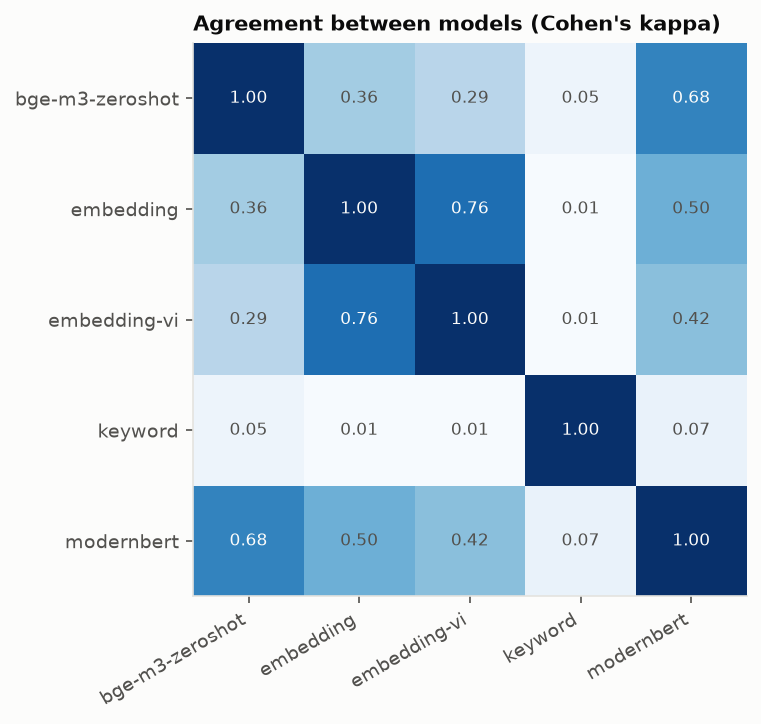 Agreement between models (Cohen's kappa)
bge-m3-zeroshot 1.00 0.36 0.29 0.05 0.68
embedding 0.36 1.00 0.76 0.01 0.50
embedding-vi 0.29 0.76 1.00 0.01 0.42
keyword 0.05 0.01 0.01 1.00 0.07
modernbert 0.68 0.50 0.42 0.07 1.00
bge-m3-zeroshot embedding embedding-vi keyword modernbert